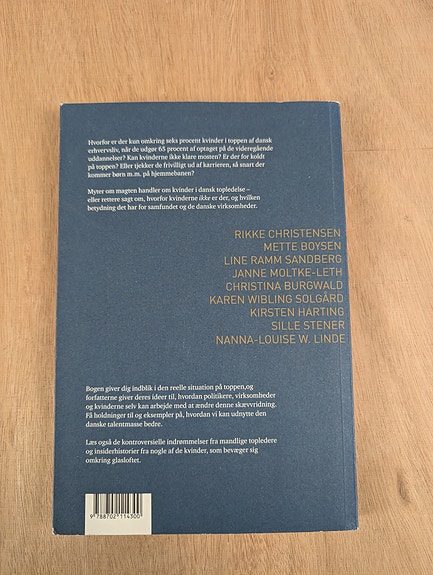 Hvorfor er der kun omkring seks procent kvinder i toppen af dansk
erhvervsliv, når de udgør 63 procent af optaget på de videregående
uddannelser? Kan kvinderne ikke klare mosten? Er der for koldt
på toppen? Eller tjekker de frivilligt ud af karrieren, så snart der
kommer børn m.m. på hjemmebanen?
Myter om magten handler om kvinder i dansk topledelse –
eller rettere sagt om, hvorfor kvinderne ikke er der, og hvilken
betydning det har for samfundet og de danske virksomheder.
RIKKE CHRISTENSEN
METTE BOYSEN
LINE RAMM SANDBERG
JANNE MOLTKE-LETH
CHRISTINA BURGWALD
KAREN WIBLING SOLGÅRD
KIRSTEN HARTING
SILLE STENER
NANNA-LOUISE W. LINDE
Bogen giver dig indblik i den reelle situation på toppen,og
forfatterne giver deres ideer til, hvordan politikere, virksomheder
og kvinderne selv kan arbejde med at ændre denne skævvridning.
Få holdninger til og eksempler på, hvordan vi kan udnytte den
danske talentmasse bedre.
Læs også de kontroversielle indrømmelser fra mandlige topledere
og insiderhistorier fra nogle af de kvinder, som bevæger sig
omkring glasloftet.
9 788702 114300